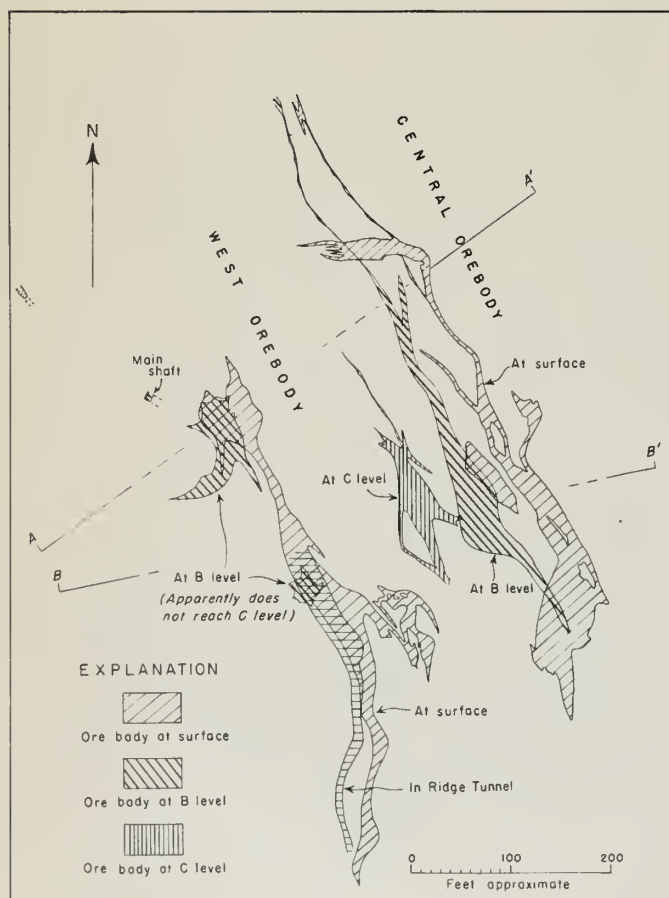 N
CENTRAL OREBODY
A'
WEST OREBODY
Main
shaft
At surface
B'
At C level
A
B
At B level
(Apparently does
not reach C level)
At B level
EXPLANATION
Ore body at surface
At surface
In Ridge Tunnel
Ore body at B level
Ore body at C level
0 100 200
Feet approximate